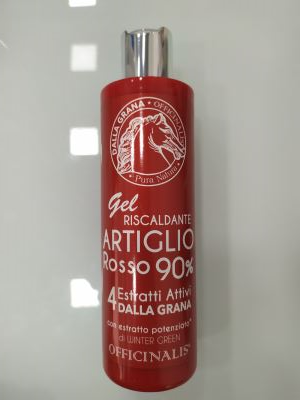 DALLA GRANA • OFFICINALIS
• Pura Natura •
Gel
RISCALDANTE
ARTIGLIO
Rosso 90%
4 Estratti Attivi
DALLA GRANA
con estratto potenziato*
di WINTER GREEN
OFFICINALIS®